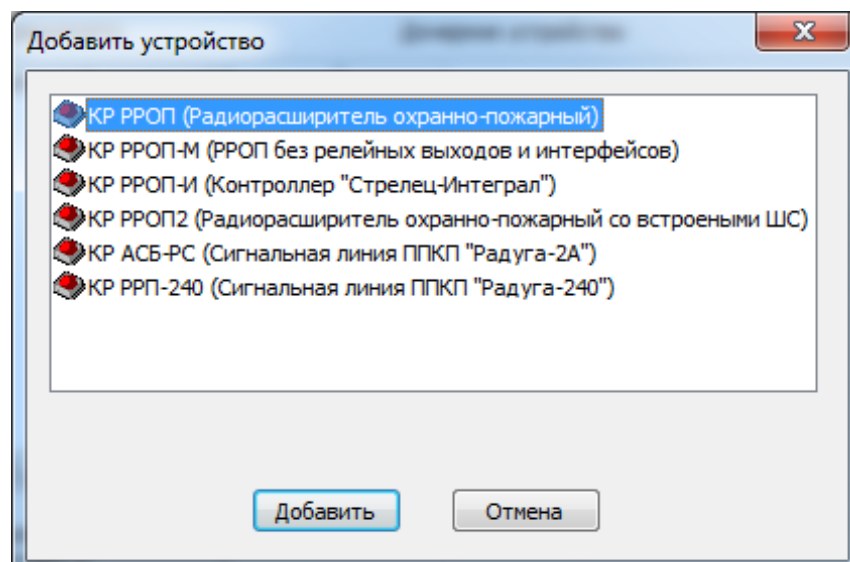 Добавить устройство
КР РРОП (Радиорасширитель охранно-пожарный)
КР РРОП-М (РРОП без релейных выходов и интерфейсов)
КР РРОП-И (Контроллер "Стрелец-Интеграл")
КР РРОП2 (Радиорасширитель охранно-пожарный со встроеными ШС)
КР АСБ-РС (Сигнальная линия ППКП "Радуга-2А")
КР РРП-240 (Сигнальная линия ППКП "Радуга-240")
Добавить Отмена